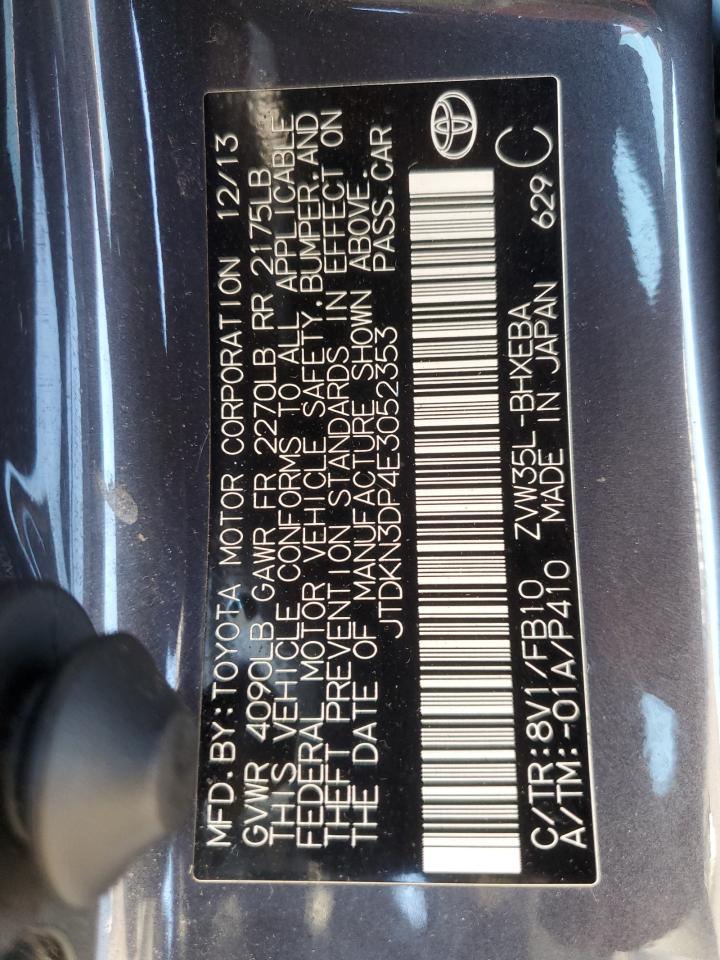 MFD.BY:TOYOTA MOTOR CORPORATION 12/13
GVWR 4090LB GAWR FR 2270LB RR 2175LB
THIS VEHICLE CONFORMS TO ALL APPLICABLE
FEDERAL MOTOR VEHICLE SAFETY,BUMPER,AND
THEFT PREVENTION STANDARDS IN EFFECT ON
THE DATE OF MANUFACTURE SHOWN ABOVE.
JTDKN3DP4E3052353 PASS.CAR
C/TR:8V1/FB10 ZVW35L-BHXEBA
A/TM:-01A/P410 MADE IN JAPAN 629 C